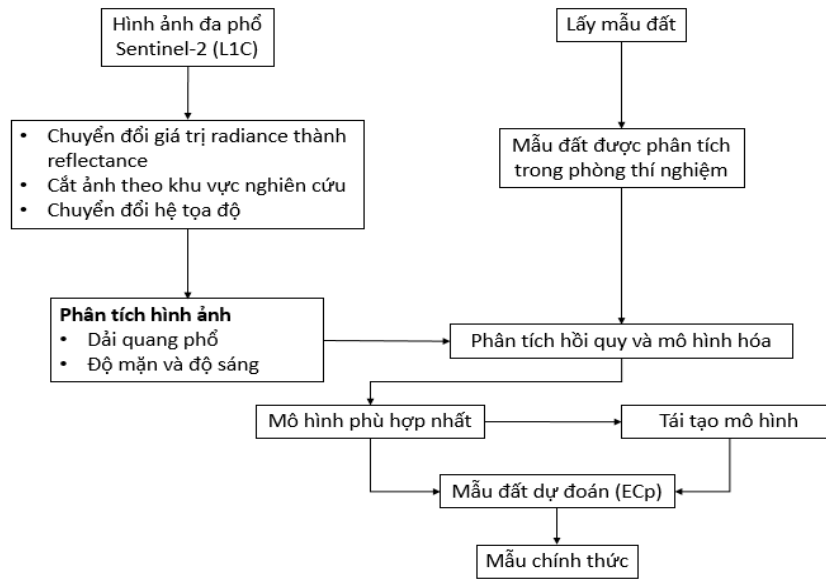 Hình ảnh đa phổ
Sentinel-2 (L1C)
Lấy mẫu đất
• Chuyển đổi giá trị radiance thành
reflectance
• Cắt ảnh theo khu vực nghiên cứu
• Chuyển đổi hệ tọa độ
Mẫu đất được phân tích
trong phòng thí nghiệm
Phân tích hình ảnh
• Dải quang phổ
• Độ mặn và độ sáng
Phân tích hồi quy và mô hình hóa
Mô hình phù hợp nhất
Tái tạo mô hình
Mẫu đất dự đoán (ECp)
Mẫu chính thức